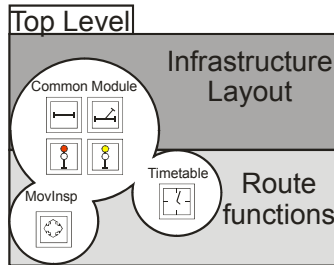 Top Level
Infrastructure
Layout
Common Module
Timetable
Route
functions
MovInsp